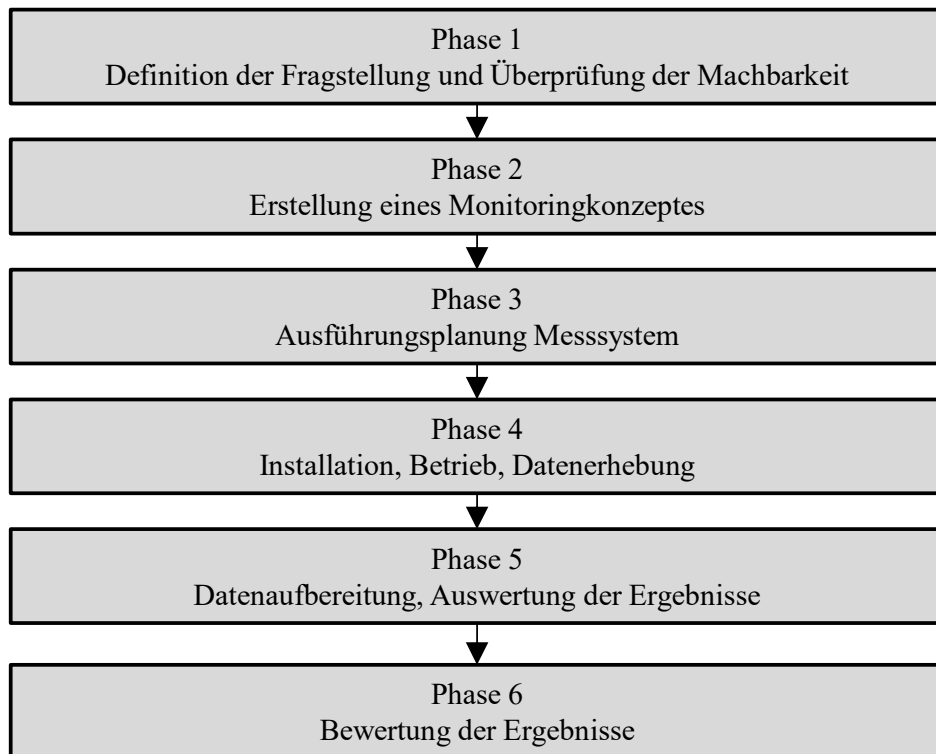 Phase 1
Definition der Fragstellung und Überprüfung der Machbarkeit
Phase 2
Erstellung eines Monitoringkonzeptes
Phase 3
Ausführungsplanung Messsystem
Phase 4
Installation, Betrieb, Datenerhebung
Phase 5
Datenaufbereitung, Auswertung der Ergebnisse
Phase 6
Bewertung der Ergebnisse